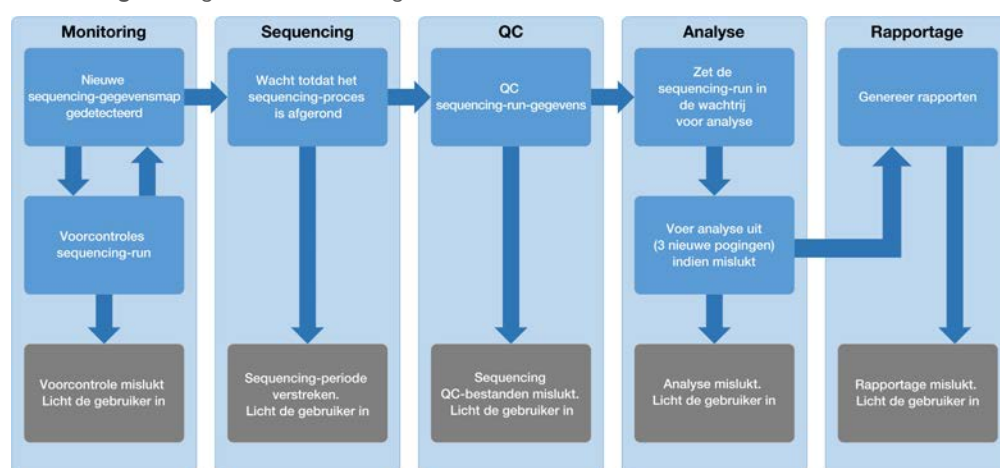 Monitoring
Nieuwe
sequencing-gegevensmap
gedetecteerd
Voorcontroles
sequencing-run
Voorcontrole mislukt
Licht de gebruiker in
Sequencing
Wacht totdat het
sequencing-proces
is afgerond
Sequencing-periode
verstreken.
Licht de gebruiker in
QC
QC
sequencing-run-gegevens
Sequencing
QC-bestanden mislukt.
Licht de gebruiker in
Analyse
Zet de
sequencing-run in
de wachtrij
voor analyse
Voer analyse uit
(3 nieuwe pogingen)
indien mislukt
Analyse mislukt.
Licht de gebruiker in
Rapportage
Genereer rapporten
Rapportage mislukt.
Licht de gebruiker in